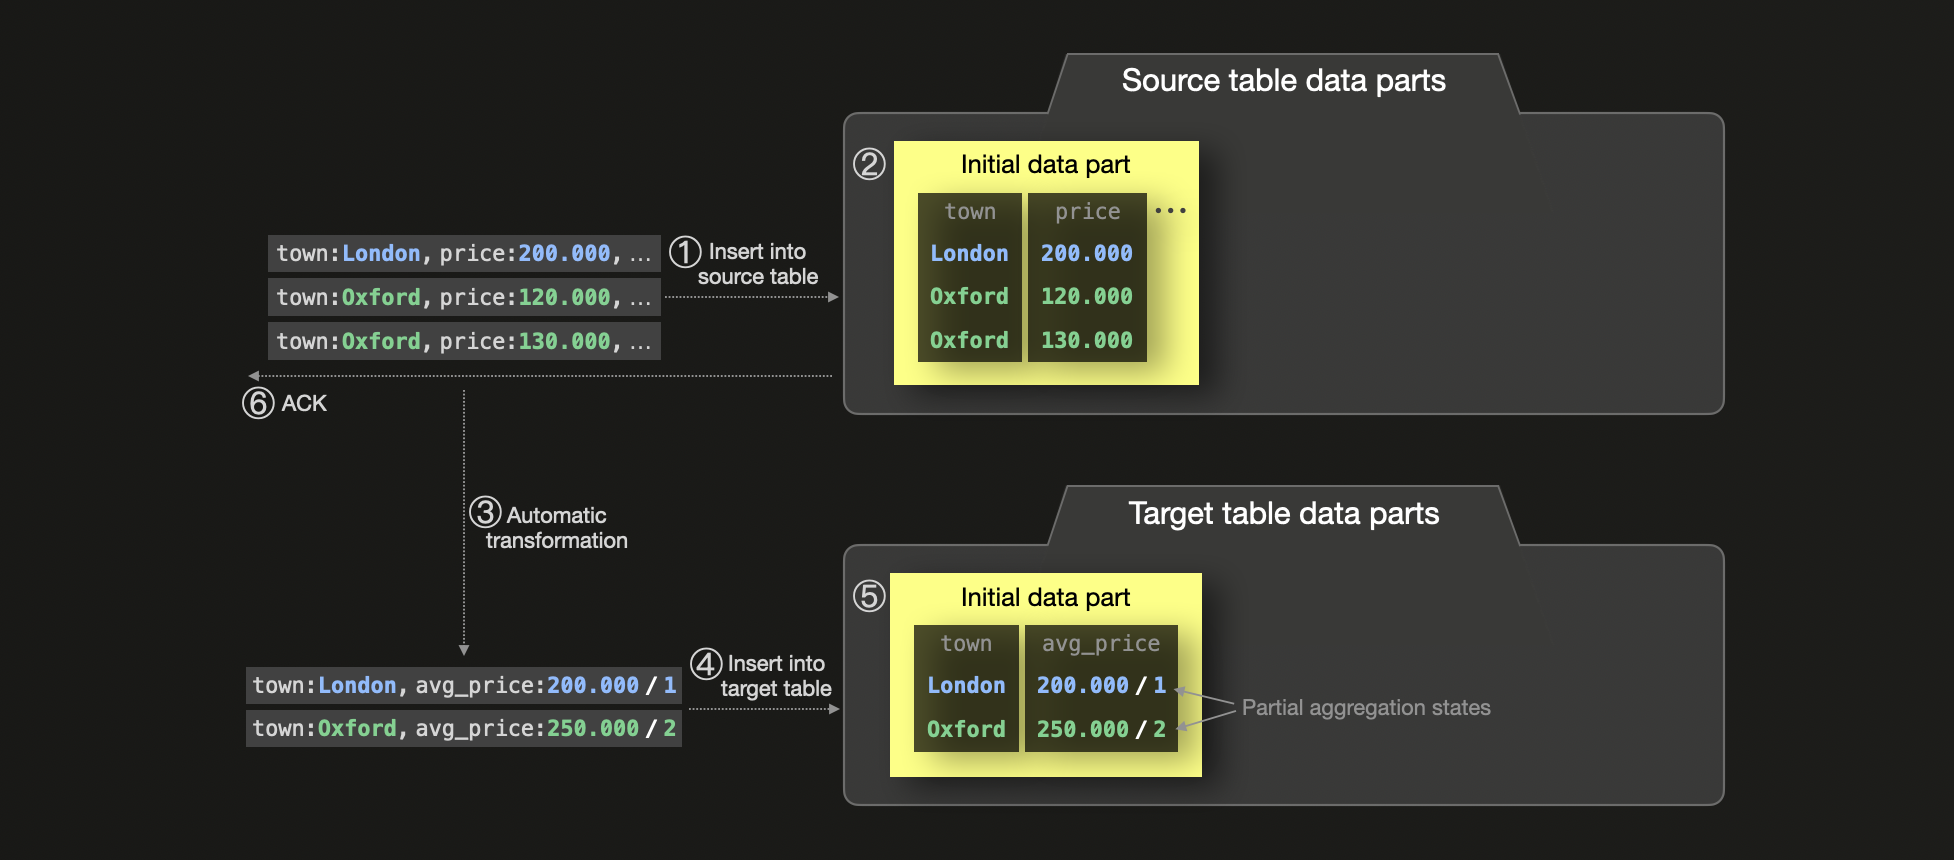 Source table data parts
② Initial data part
town price ...
London 200.000
Oxford 120.000
Oxford 130.000
town:London, price:200.000, ...
town:Oxford, price:120.000, ...
town:Oxford, price:130.000, ...
① Insert into
source table
⑥ ACK
③ Automatic
transformation
Target table data parts
⑤ Initial data part
town avg_price
London 200.000 / 1
Oxford 250.000 / 2
Partial aggregation states
town:London, avg_price:200.000 / 1
town:Oxford, avg_price:250.000 / 2
④ Insert into
target table